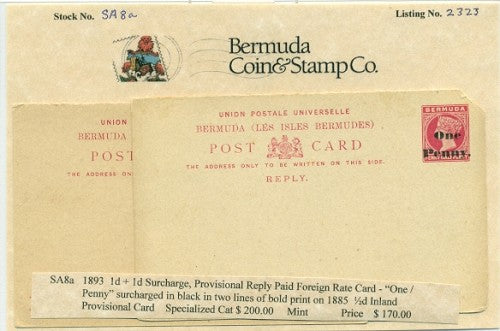 Stock No. SA8a
Listing No. 2323
Bermuda
Coin&StampCo.
UNION
BERMUDA (
POST
THE ADDRESS ONLY
UNION POSTALE UNIVERSELLE
BERMUDA (LES ISLES BERMUDES)
POST CARD
THE ADDRESS ONLY TO BE WRITTEN ON THIS SIDE.
REPLY.
BERMUDA
One
Penny.
SA8a 1893 1d + 1d Surcharge, Provisional Reply Paid Foreign Rate Card - "One /
Penny" surcharged in black in two lines of bold print on 1885 ½d Inland
Provisional Card Specialized Cat $ 200.00 Mint Price $ 170.00